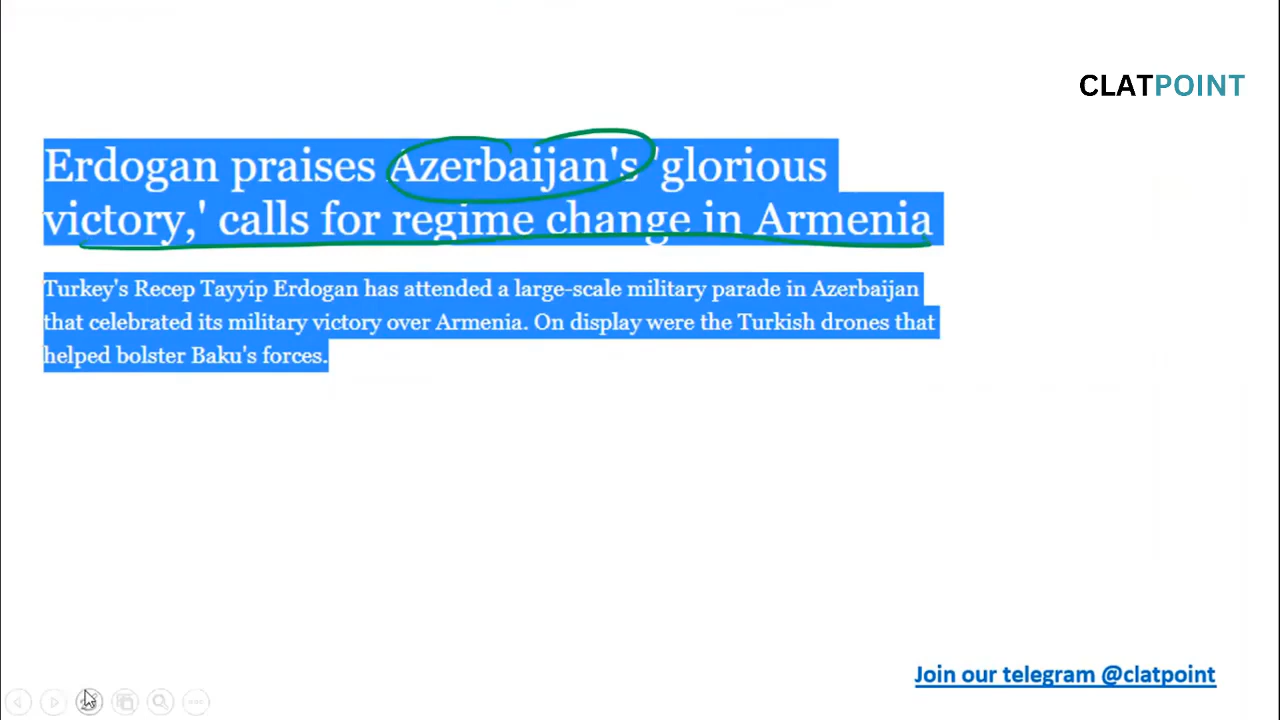 CLATPOINT
Erdogan praises Azerbaijan's 'glorious
victory,' calls for regime change in Armenia
Turkey's Recep Tayyip Erdogan has attended a large-scale military parade in Azerbaijan
that celebrated its military victory over Armenia. On display were the Turkish drones that
helped bolster Baku's forces.
Join our telegram @clatpoint